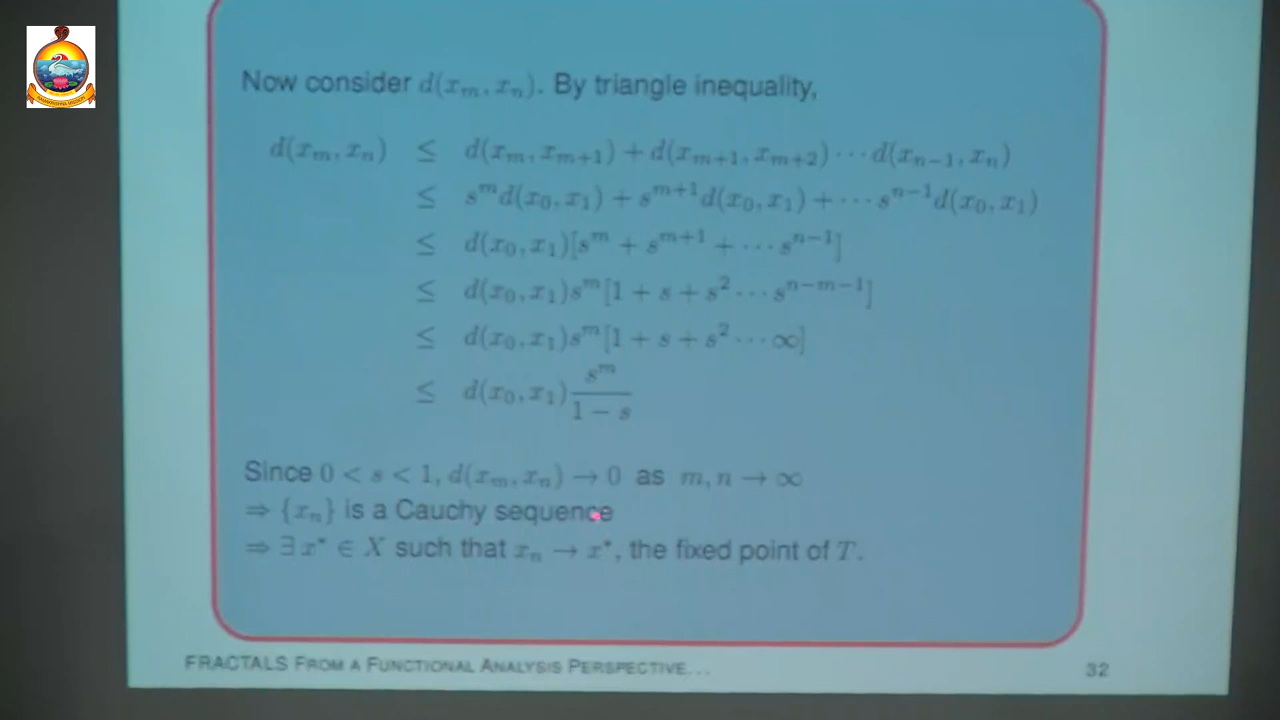 Now consider d(x_m, x_n). By triangle inequality,
d(x_m, x_n) ≤ d(x_m, x_{m+1}) + d(x_{m+1}, x_{m+2}) ⋯ d(x_{n−1}, x_n)
≤ s^m d(x_0, x_1) + s^{m+1} d(x_0, x_1) + ⋯ s^{n−1} d(x_0, x_1)
≤ d(x_0, x_1)[s^m + s^{m+1} + ⋯ s^{n−1}]
≤ d(x_0, x_1)s^m[1 + s + s^2 ⋯ s^{n−m−1}]
≤ d(x_0, x_1)s^m[1 + s + s^2 ⋯ ∞]
≤ d(x_0, x_1) s^m / (1 − s)
Since 0 < s < 1, d(x_m, x_n) → 0 as m, n → ∞
⇒ {x_n} is a Cauchy sequence
⇒ ∃ x* ∈ X such that x_n → x*, the fixed point of T.
FRACTALS FROM A FUNCTIONAL ANALYSIS PERSPECTIVE... 32